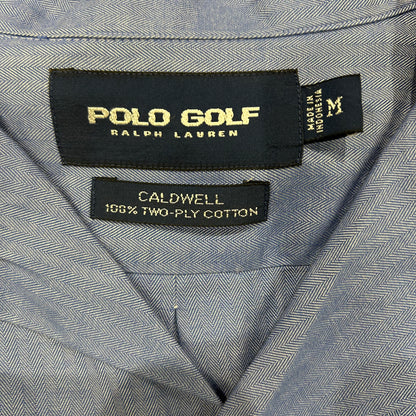 POLO GOLF
RALPH LAUREN
MADE IN
INDONESIA
M
CALDWELL
100% TWO-PLY COTTON